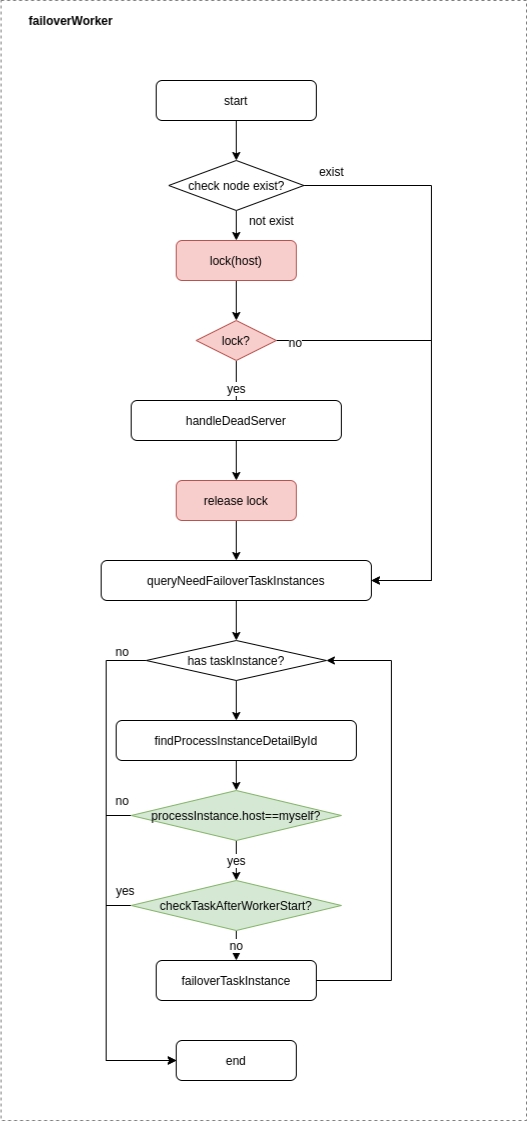 failoverWorker
start
check node exist?
exist
not exist
lock(host)
lock?
no
yes
handleDeadServer
release lock
queryNeedFailoverTaskInstances
no
has taskInstance?
findProcessInstanceDetailById
no
processInstance.host==myself?
yes
yes
checkTaskAfterWorkerStart?
no
failoverTaskInstance
end